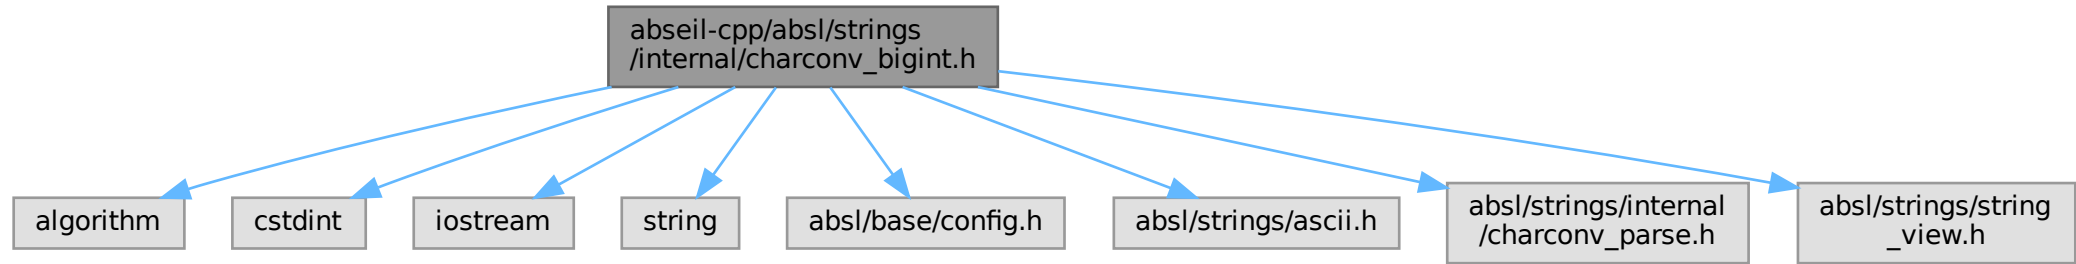 abseil-cpp/absl/strings
/internal/charconv_bigint.h
algorithm
cstdint
iostream
string
absl/base/config.h
absl/strings/ascii.h
absl/strings/internal
/charconv_parse.h
absl/strings/string
_view.h